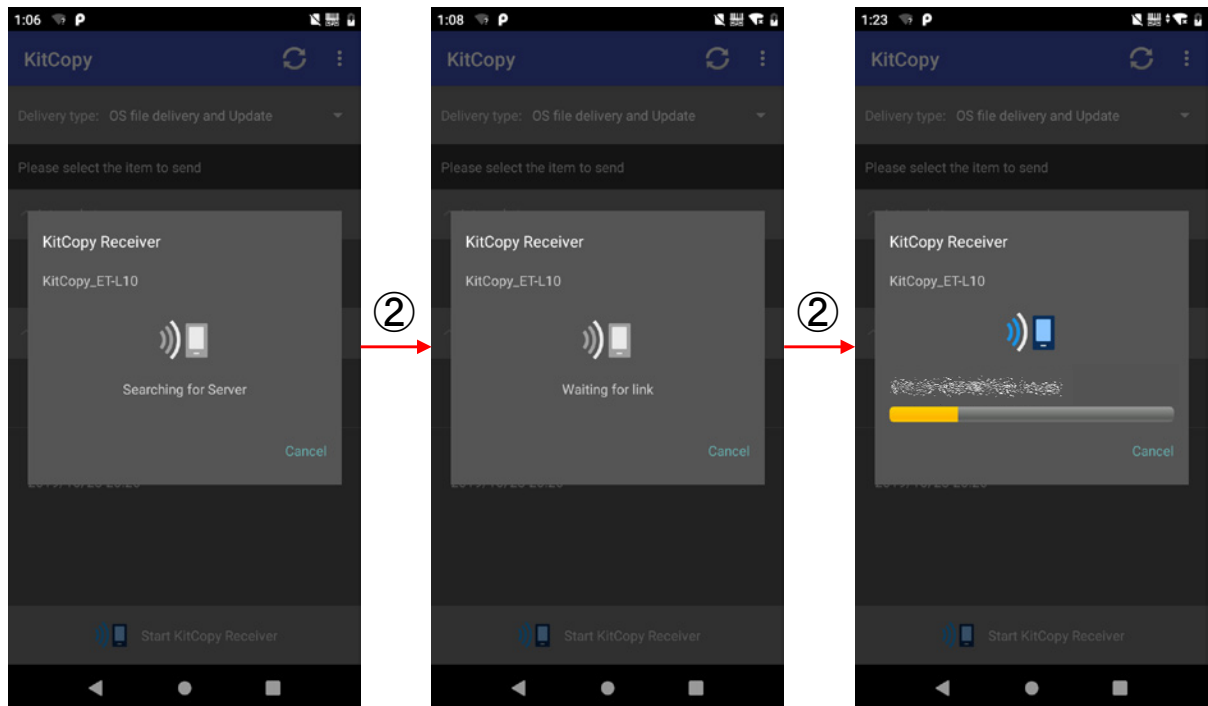 1:06
KitCopy
Delivery type: OS file delivery and Update
Please select the item to send
KitCopy Receiver
KitCopy_ET-L10
Searching for Server
Cancel
Start KitCopy Receiver
②
1:08
KitCopy
Delivery type: OS file delivery and Update
Please select the item to send
KitCopy Receiver
KitCopy_ET-L10
Waiting for link
Cancel
Start KitCopy Receiver
②
1:23
KitCopy
Delivery type: OS file delivery and Update
Please select the item to send
KitCopy Receiver
KitCopy_ET-L10
Cancel
Start KitCopy Receiver